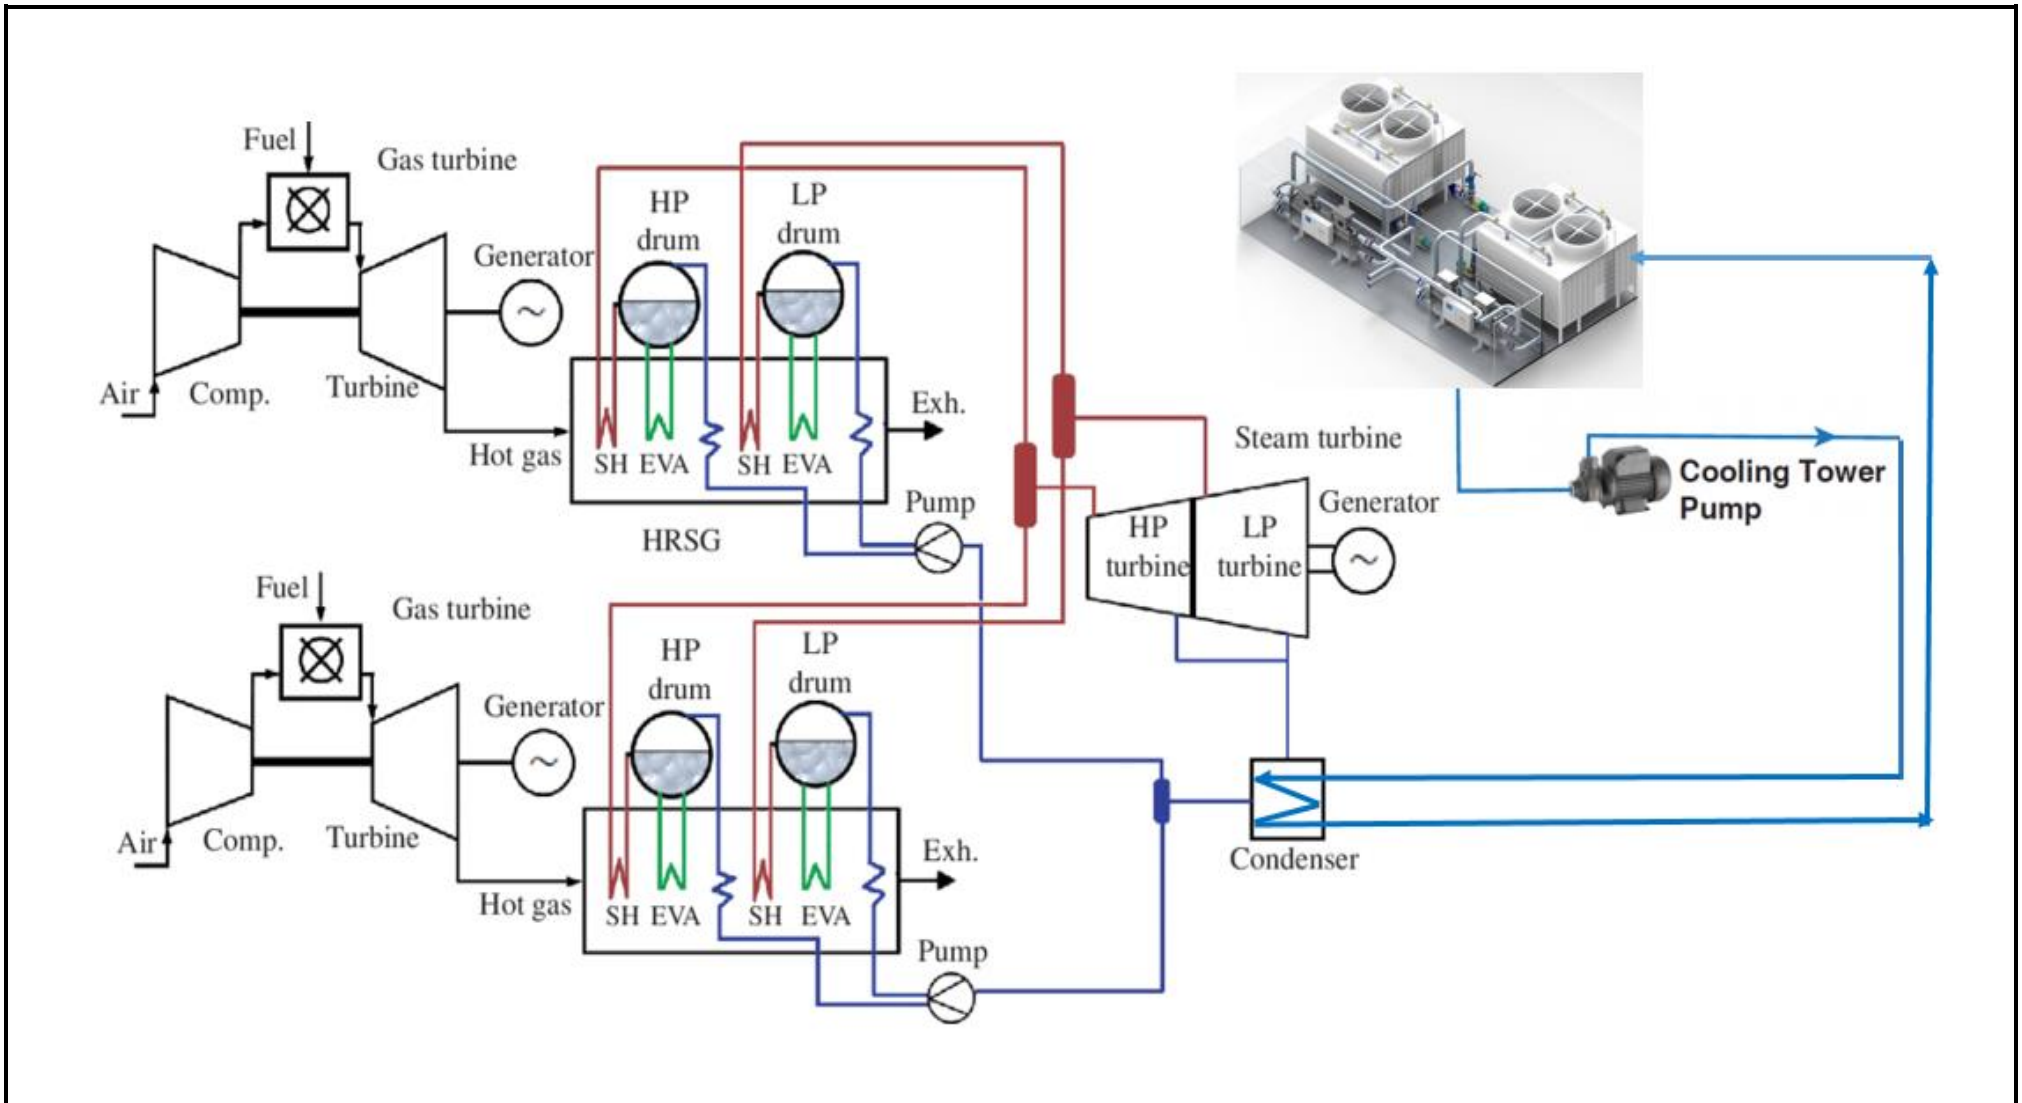 Fuel
Gas turbine
Generator
~
Air
Comp.
Turbine
Hot gas
HP
drum
LP
drum
SH EVA
SH EVA
Exh.
HRSG
Pump
Steam turbine
HP
turbine
LP
turbine
Generator
~
Cooling Tower
Pump
Fuel
Gas turbine
Generator
~
Air
Comp.
Turbine
Hot gas
HP
drum
LP
drum
SH EVA
SH EVA
Exh.
Pump
Condenser